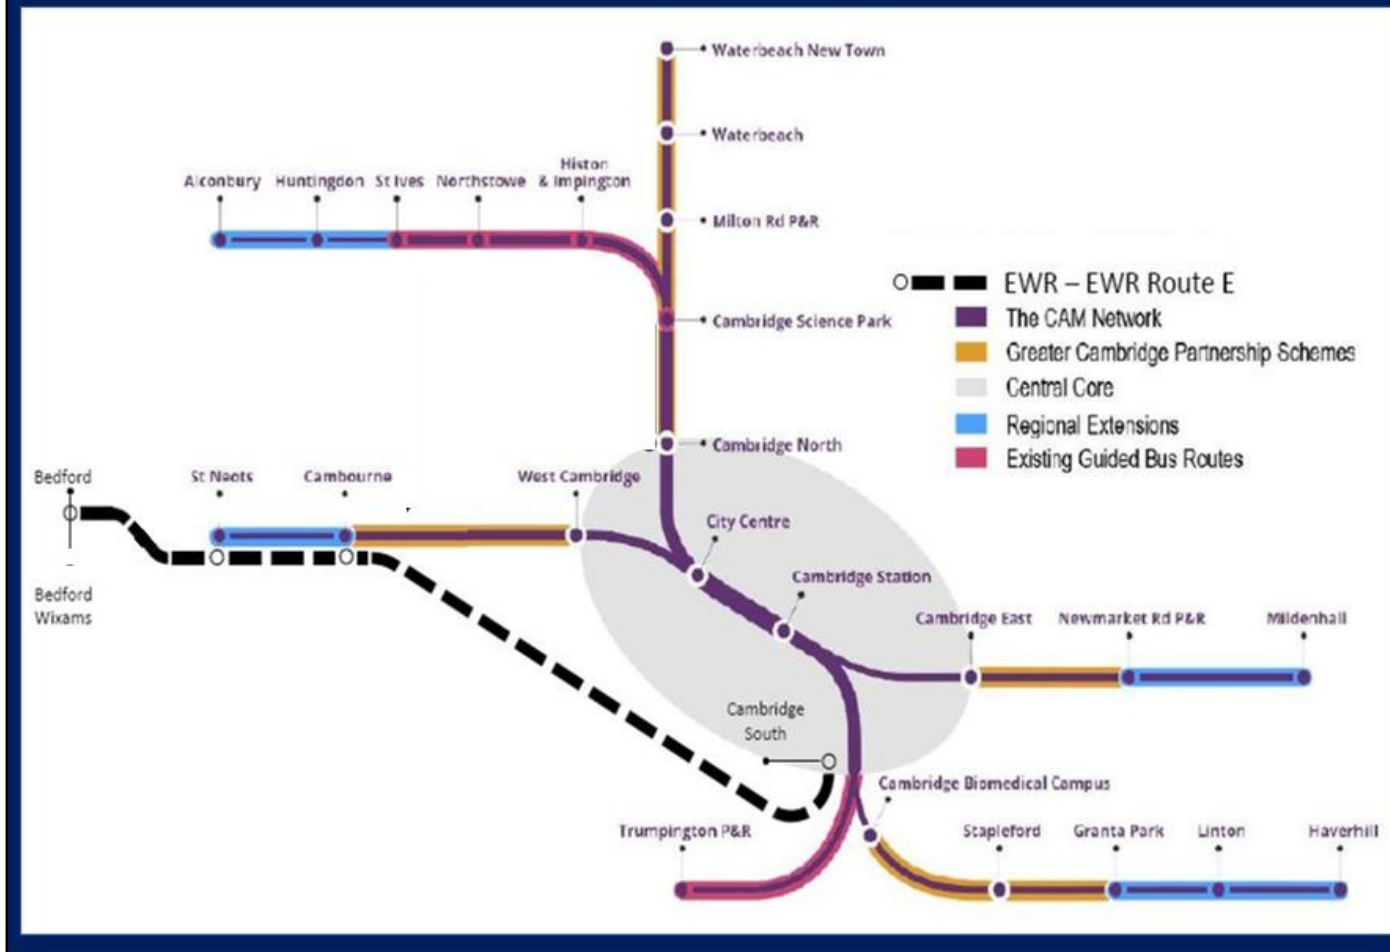 Waterbeach New Town
Waterbeach
Histon
& Impington
Alconbury
Huntingdon
St Ives
Northstowe
Milton Rd P&R
EWR – EWR Route E
Cambridge Science Park
The CAM Network
Greater Cambridge Partnership Schemes
Central Core
Regional Extensions
Existing Guided Bus Routes
Cambridge North
Bedford
St Neots
Cambourne
West Cambridge
City Centre
Cambridge Station
Bedford
Wixams
Cambridge East
Newmarket Rd P&R
Mildenhall
Cambridge
South
Cambridge Biomedical Campus
Trumpington P&R
Stapleford
Granta Park
Linton
Haverhill